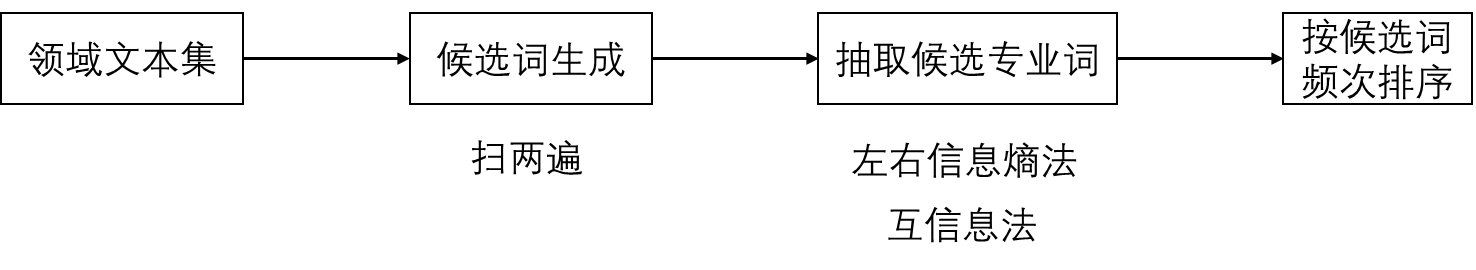 领域文本集
候选词生成
抽取候选专业词
按候选词
频次排序
扫两遍
左右信息熵法
互信息法